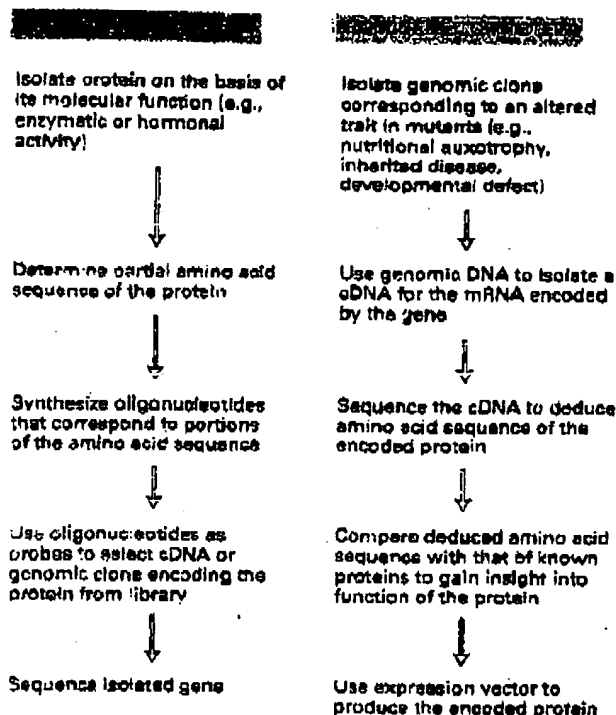 Isolate protein on the basis of
its molecular function (e.g.,
enzymatic or hormonal
activity)
Determine partial amino acid
sequence of the protein
Synthesize oligonucleotides
that correspond to portions
of the amino acid sequence
Use oligonucleotides as
probes to select cDNA or
genomic clone encoding the
protein from library
Sequence isolated gene
Isolate genomic clone
corresponding to an altered
trait in mutants (e.g.,
nutritional auxotrophy,
inherited disease,
developmental defect)
Use genomic DNA to isolate a
cDNA for the mRNA encoded
by the gene
Sequence the cDNA to deduce
amino acid sequence of the
encoded protein
Compare deduced amino acid
sequence with that of known
proteins to gain insight into
function of the protein
Use expression vector to
produce the encoded protein